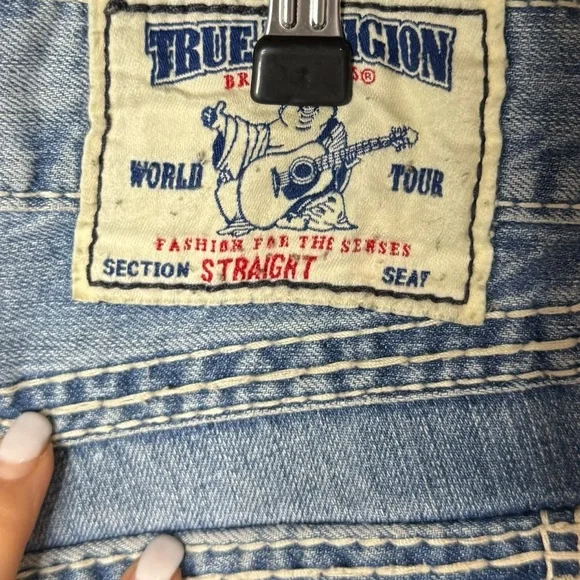 TRUE
WORLD TOUR
FASHION FOR THE SENSES
SECTION STRAIGHT SEAT